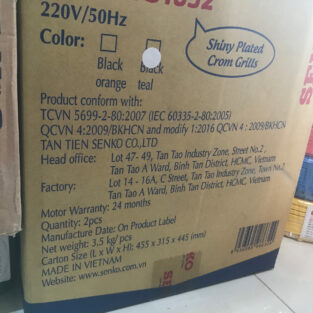 220V/50Hz
Color:
Black orange
Black teal
Shiny Plated
Crom Grills
Product conform with:
TCVN 5699-2-80:2007 (IEC 60335-2-80:2005)
QCVN 4:2009/BKHCN and modify 1:2016 QCVN 4 : 2009/BKHCN
TAN TIEN SENKO CO.,LTD
Head office: Lot 47- 49, Tan Tao Industry Zone, Street No.2 ,
Tan Tao A Ward, Binh Tan District, HCMC, Vietnam
Factory: Lot 14 - 16A, C Street, Tan Tao Industry Zone, Town No.2
Tan Tao A Ward, Binh Tan District, HCMC, Vietnam
Motor Warranty: 24 months
Quantity: 2pcs
Manufacture Date: On Product Label
Net weight: 3,5 kg/ pcs
Carton Size (L x W x H): 455 x 315 x 445 (mm)
MADE IN VIETNAM
Website: www.senko.com.vn